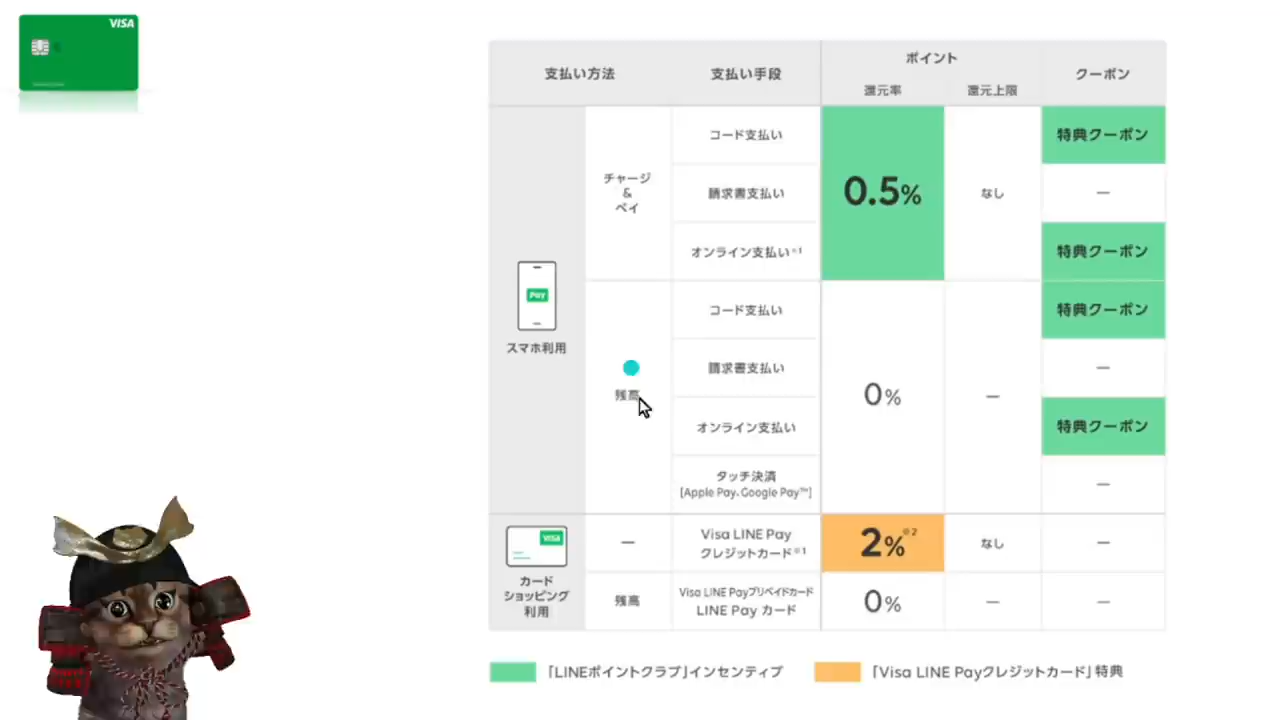 VISA
支払い方法
支払い手段
ポイント
還元率
還元上限
クーポン
スマホ利用
Pay
チャージ
&
ペイ
コード支払い
0.5%
なし
特典クーポン
請求書支払い
—
オンライン支払い※1
特典クーポン
残高
コード支払い
0%
—
特典クーポン
請求書支払い
—
オンライン支払い
特典クーポン
タッチ決済
[Apple Pay、Google Pay™]
—
VISA
カード
ショッピング
利用
—
Visa LINE Pay
クレジットカード※1
2%※2
なし
—
残高
Visa LINE Payプリペイドカード
LINE Pay カード
0%
—
—
「LINEポイントクラブ」インセンティブ
「Visa LINE Payクレジットカード」特典